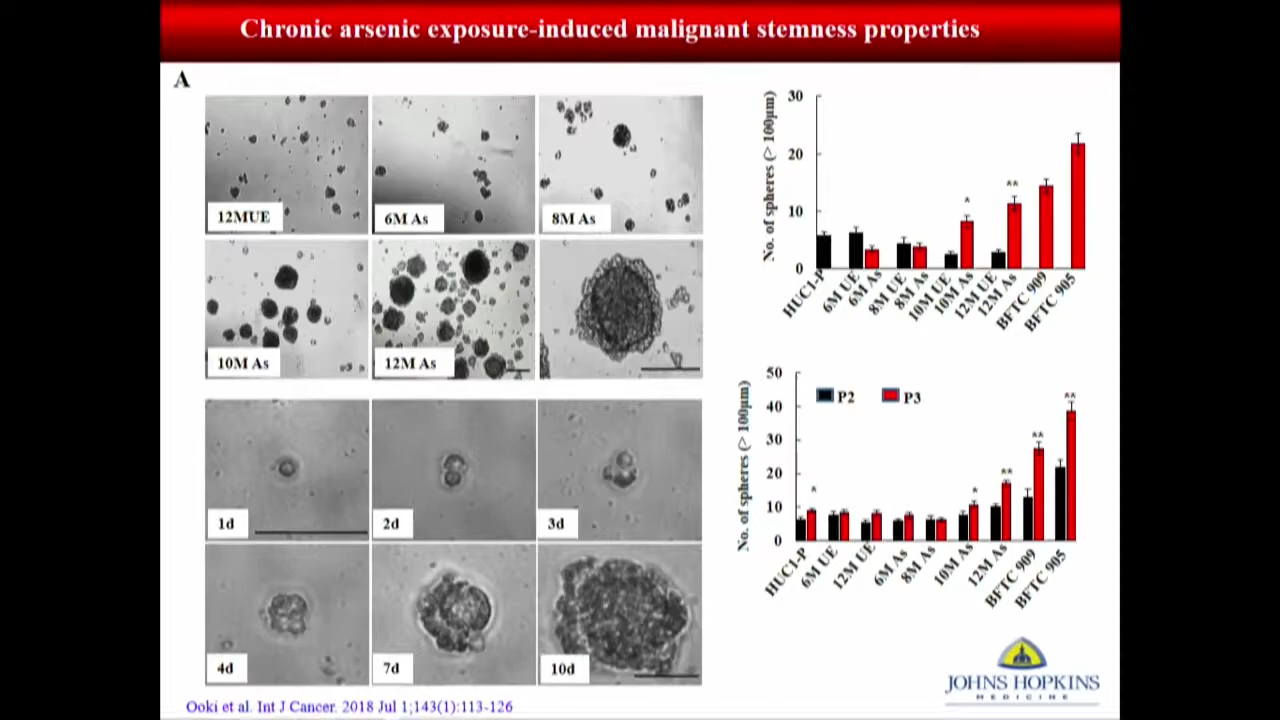 Chronic arsenic exposure-induced malignant stemness properties
A
12MUE
6M As
8M As
10M As
12M As
1d
2d
3d
4d
7d
10d
No. of spheres (> 100μm)
30
20
10
0
*
**
HUC1-P
6M UE
6M As
8M UE
8M As
10M UE
10M As
12M UE
12M As
BFTC 909
BFTC 905
No. of spheres (> 100μm)
50
40
30
20
10
0
P2
P3
*
*
**
**
**
HUC1-P
6M UE
12M UE
6M As
8M As
10M As
12M As
BFTC 909
BFTC 905
JOHNS HOPKINS
MEDICINE
Ooki et al. Int J Cancer. 2018 Jul 1;143(1):113-126